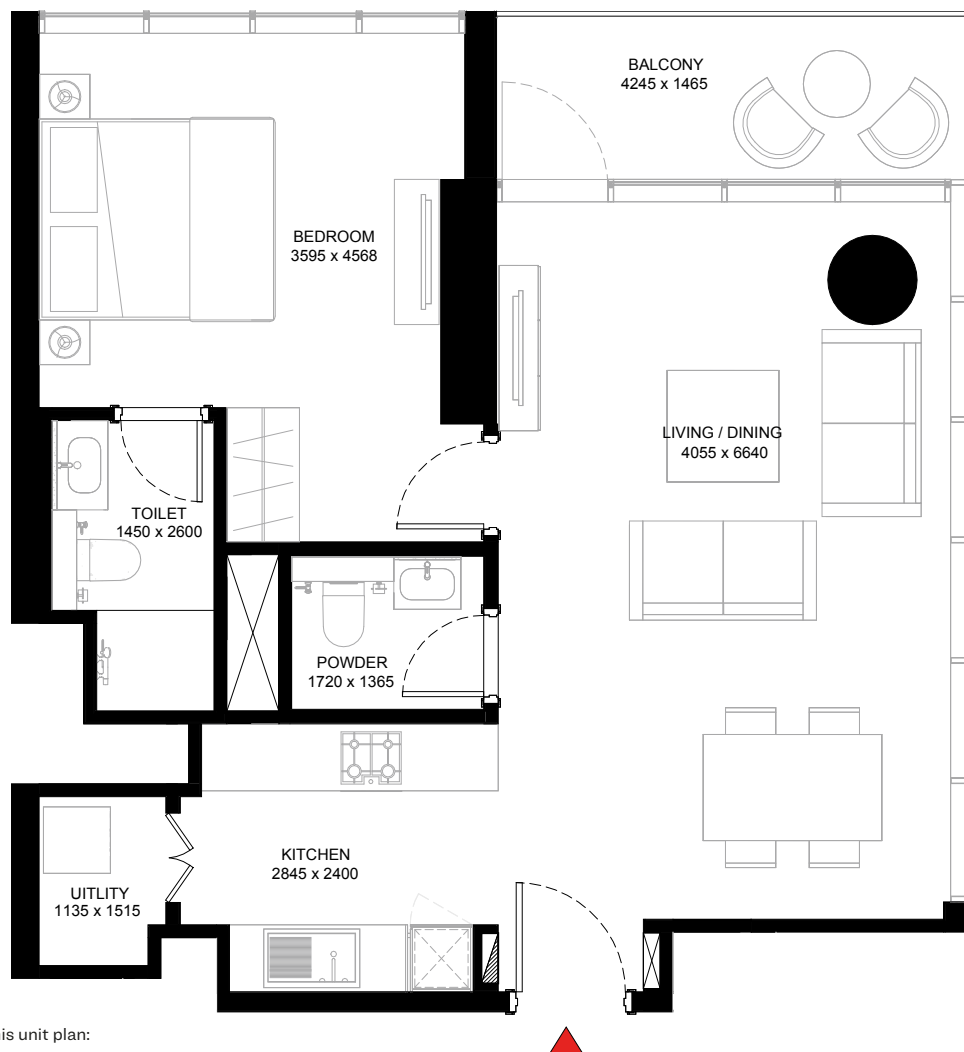 BALCONY
4245 x 1465
BEDROOM
3595 x 4568
LIVING / DINING
4055 x 6640
TOILET
1450 x 2600
POWDER
1720 x 1365
KITCHEN
2845 x 2400
UITLITY
1135 x 1515
unit plan: